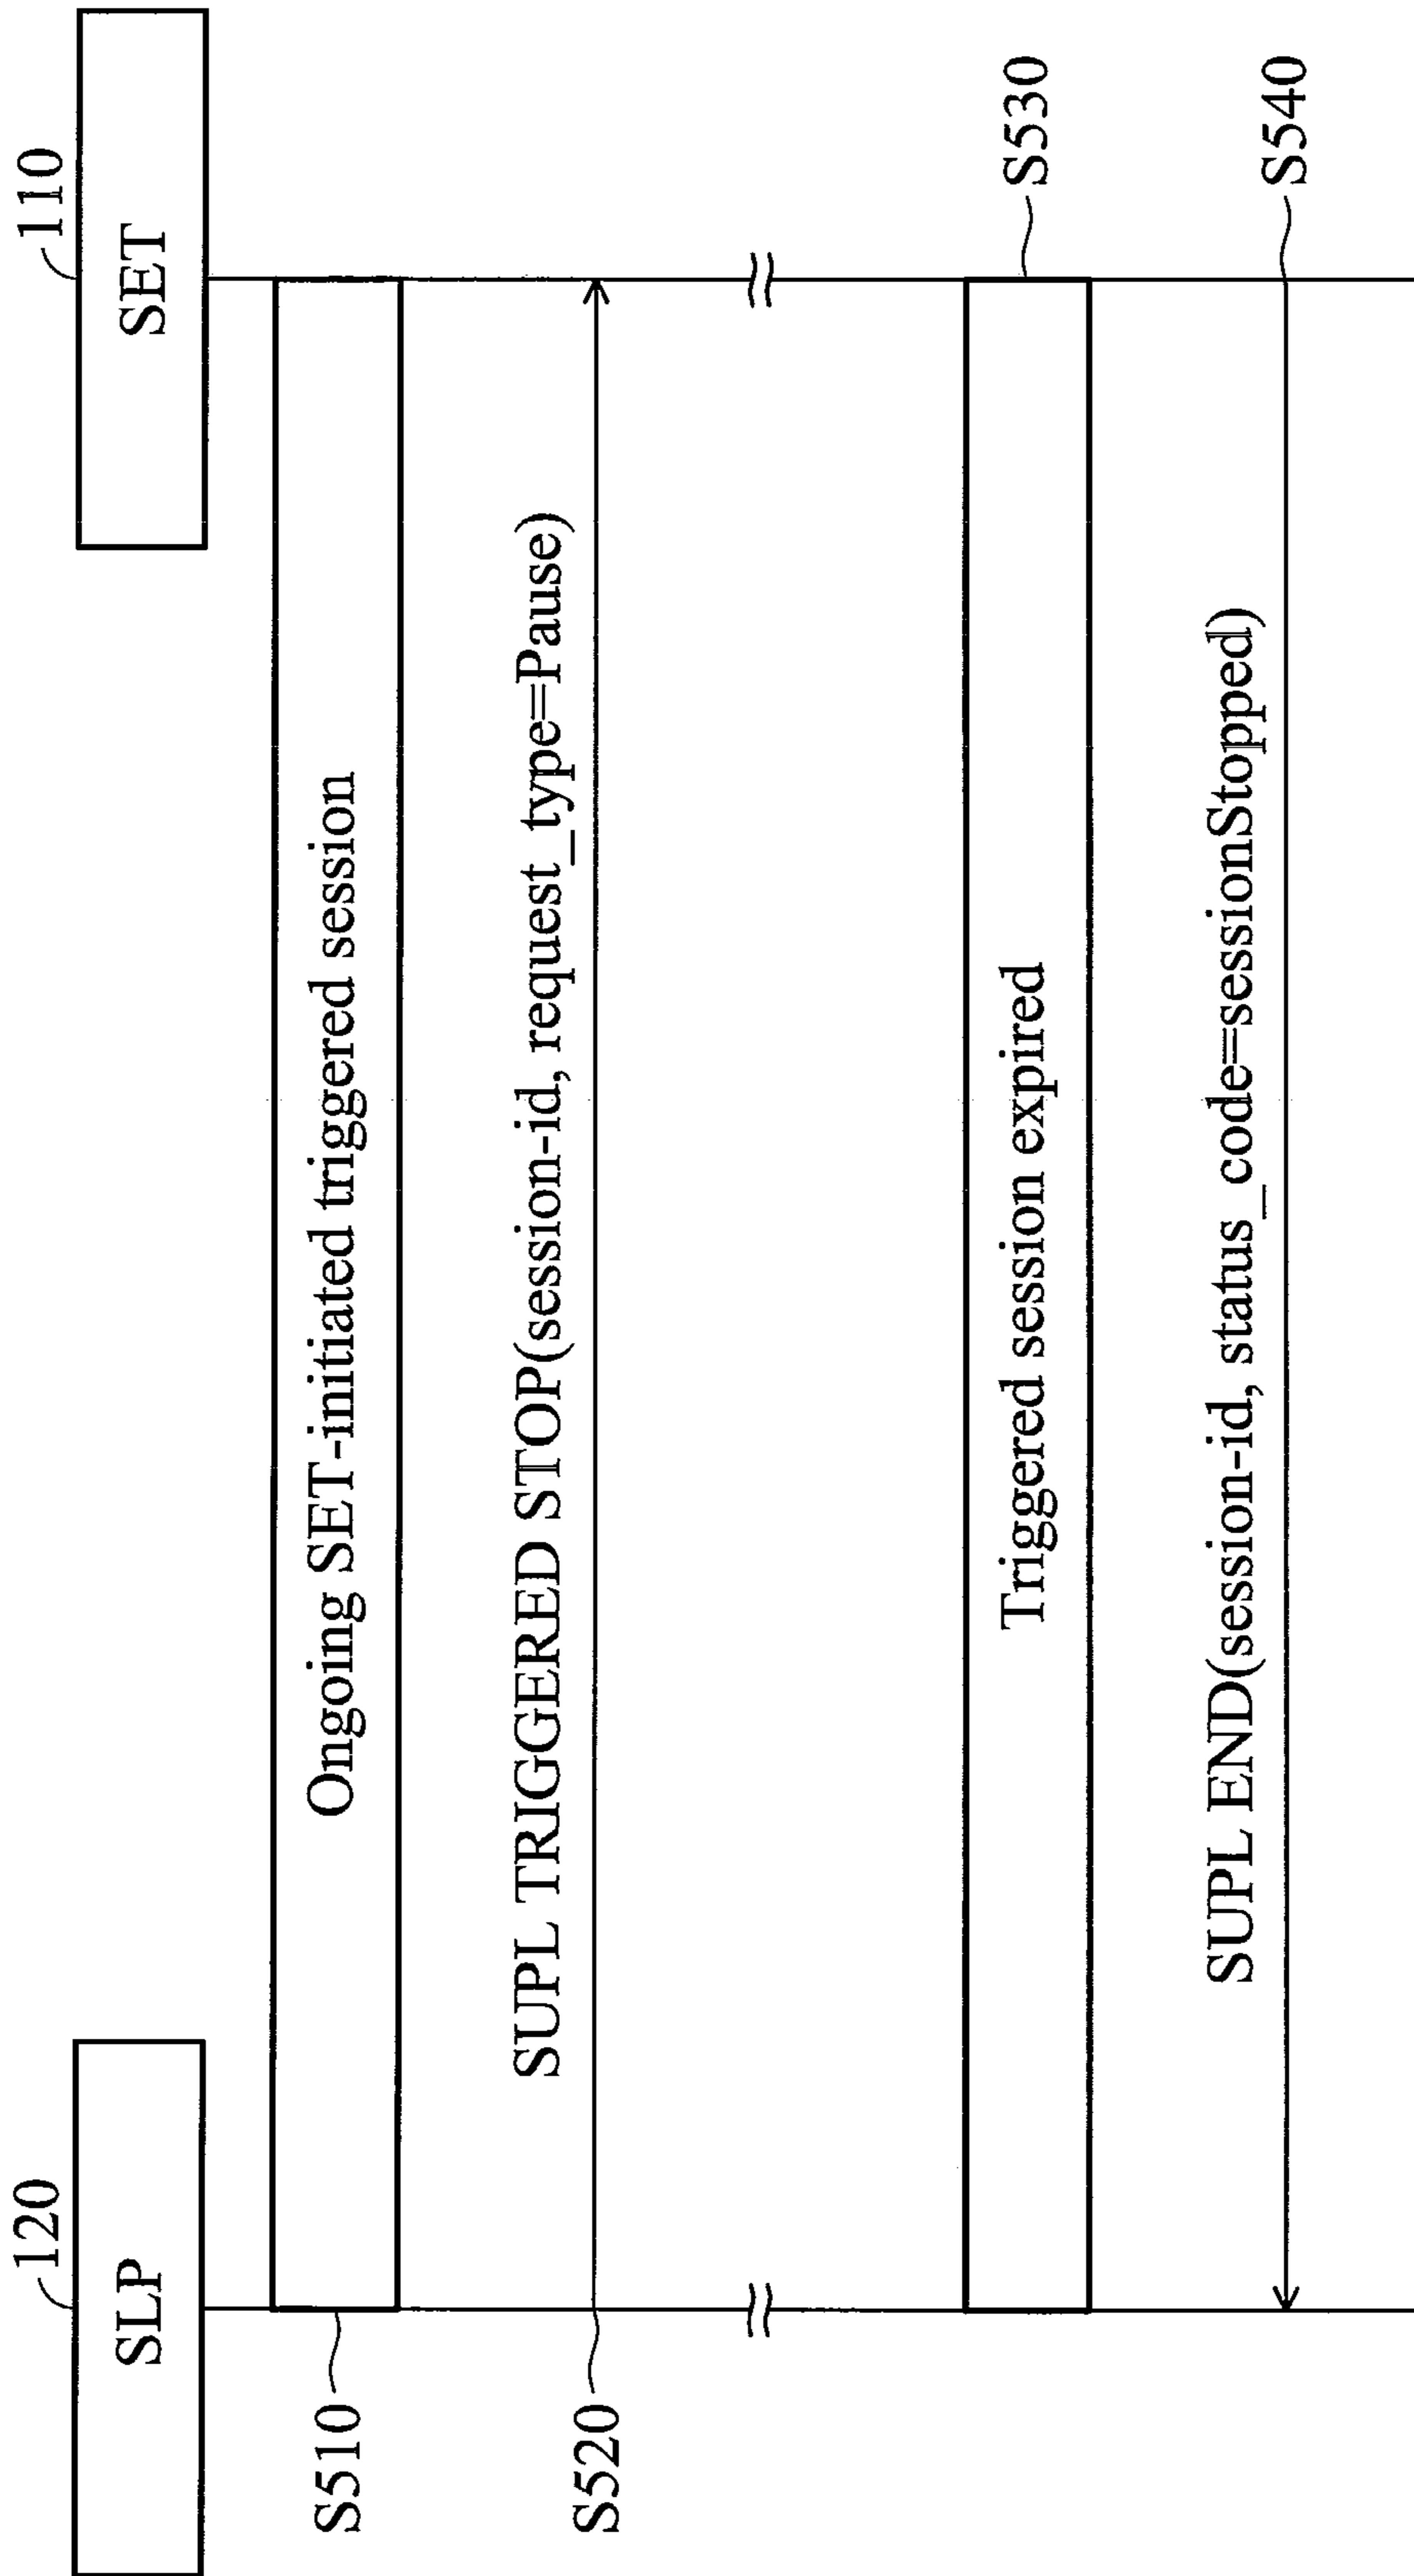 120
110
SLP
SET
S510
Ongoing SET-initiated triggered session
SUPL TRIGGERED STOP(session-id, request_type=Pause)
S520
Triggered session expired
S530
SUPL END(session-id, status_code=sessionStopped)
S540